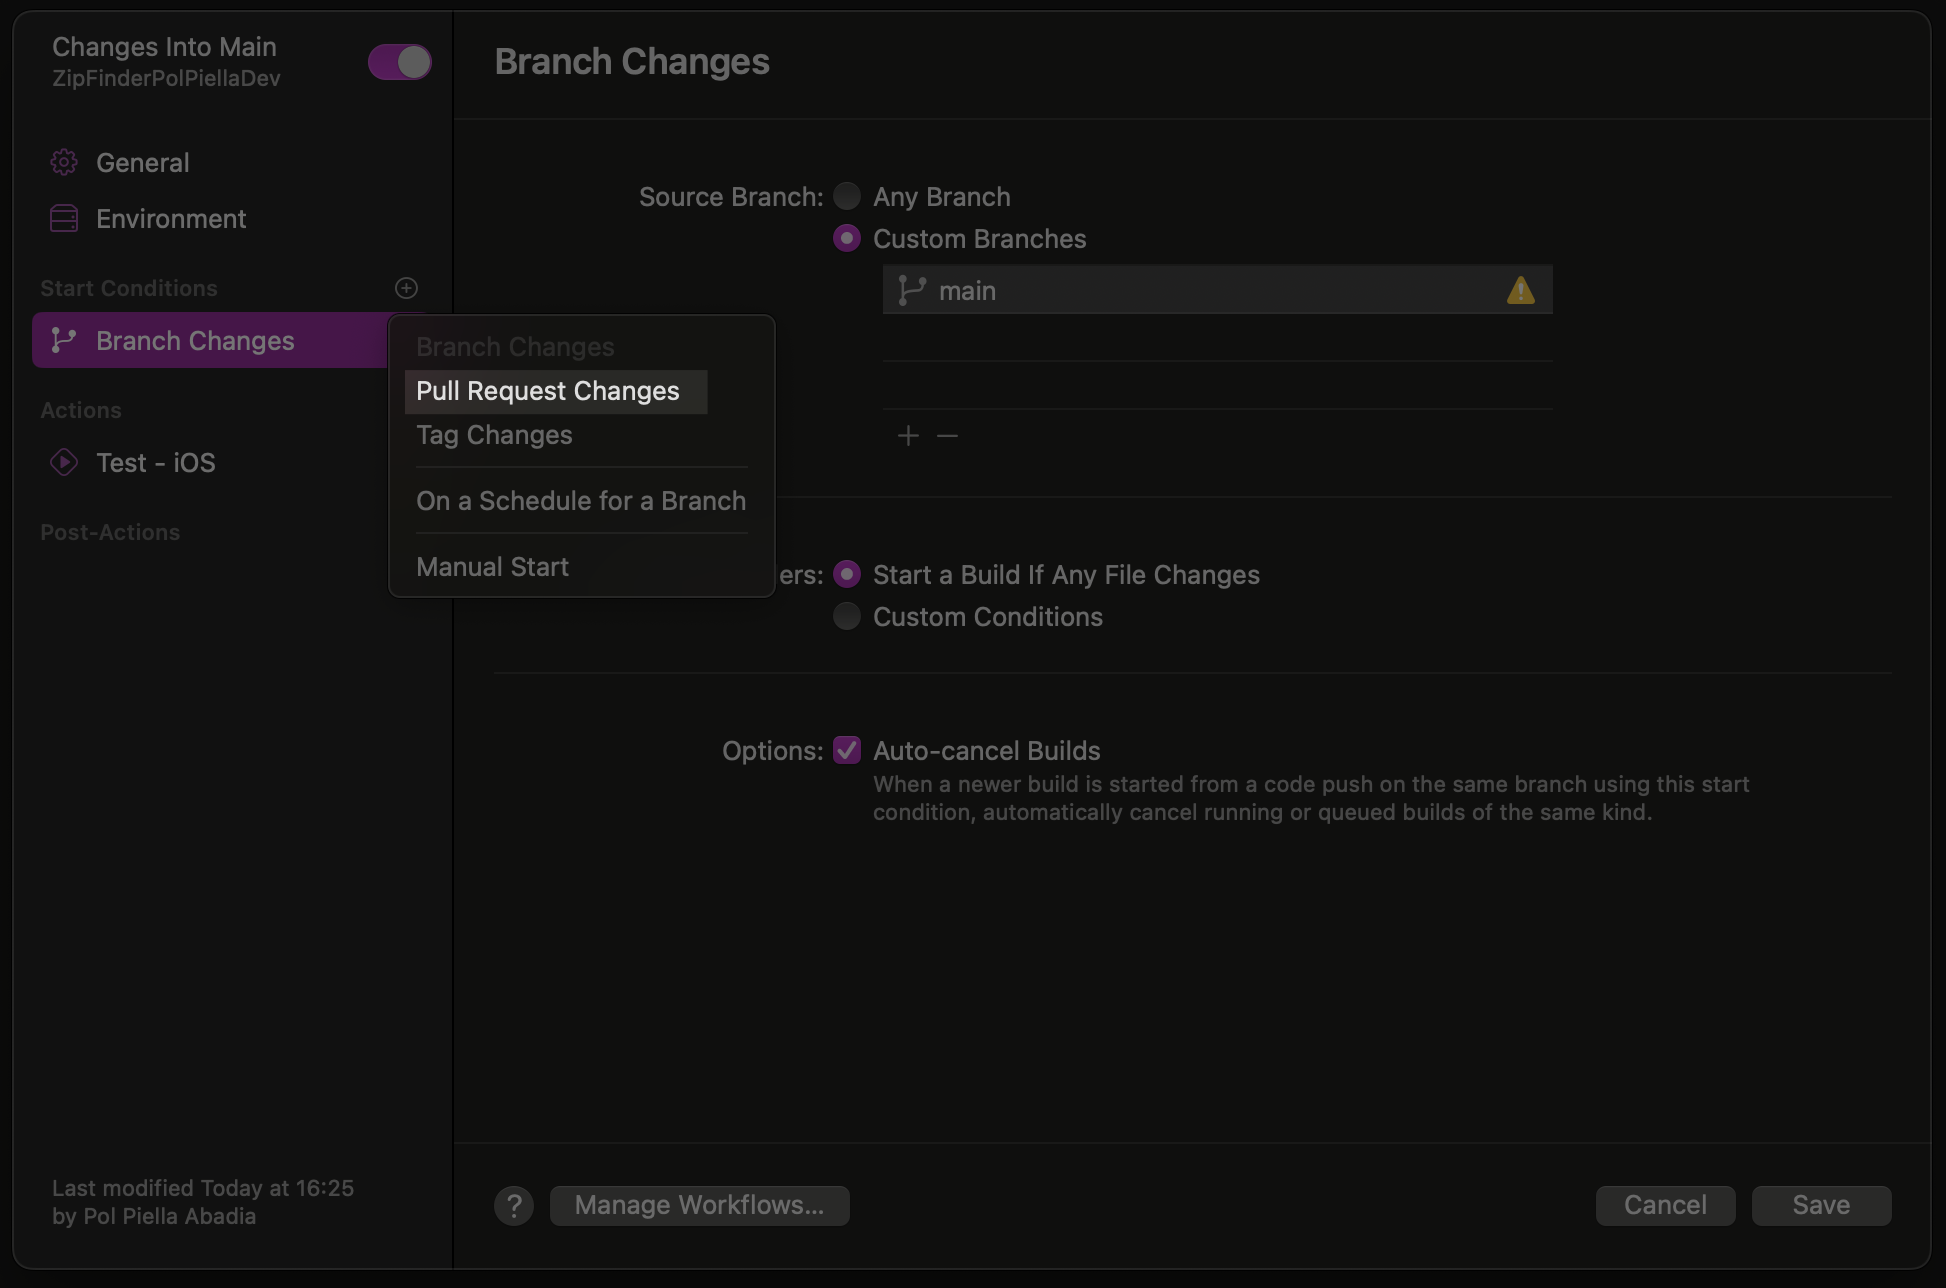 Changes Into Main
ZipFinderPolPiellaDev
General
Environment
Start Conditions
Branch Changes
Actions
Test - iOS
Post-Actions
Last modified Today at 16:25
by Pol Piella Abadia
Branch Changes
Pull Request Changes
Tag Changes
On a Schedule for a Branch
Manual Start
Branch Changes
Source Branch:
Any Branch
Custom Branches
main
ers:
Start a Build If Any File Changes
Custom Conditions
Options:
Auto-cancel Builds
When a newer build is started from a code push on the same branch using this start
condition, automatically cancel running or queued builds of the same kind.
?
Manage Workflows...
Cancel
Save